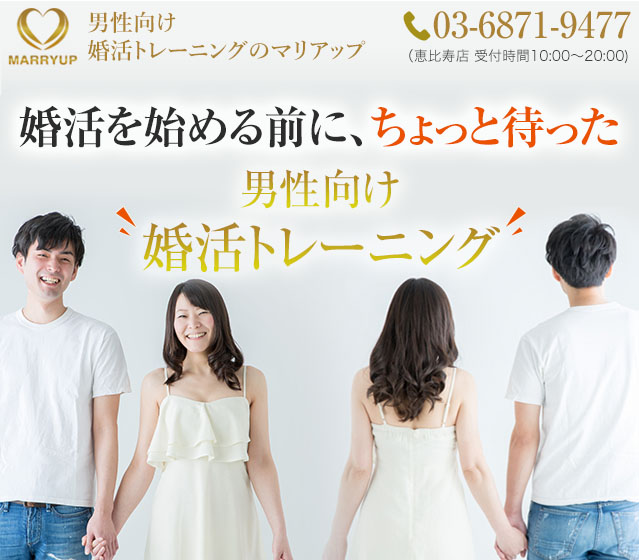 MARRYUP
男性向け
婚活トレーニングのマリアップ
03-6871-9477
（恵比寿店 受付時間10:00〜20:00)
婚活を始める前に、ちょっと待った
男性向け
婚活トレーニング